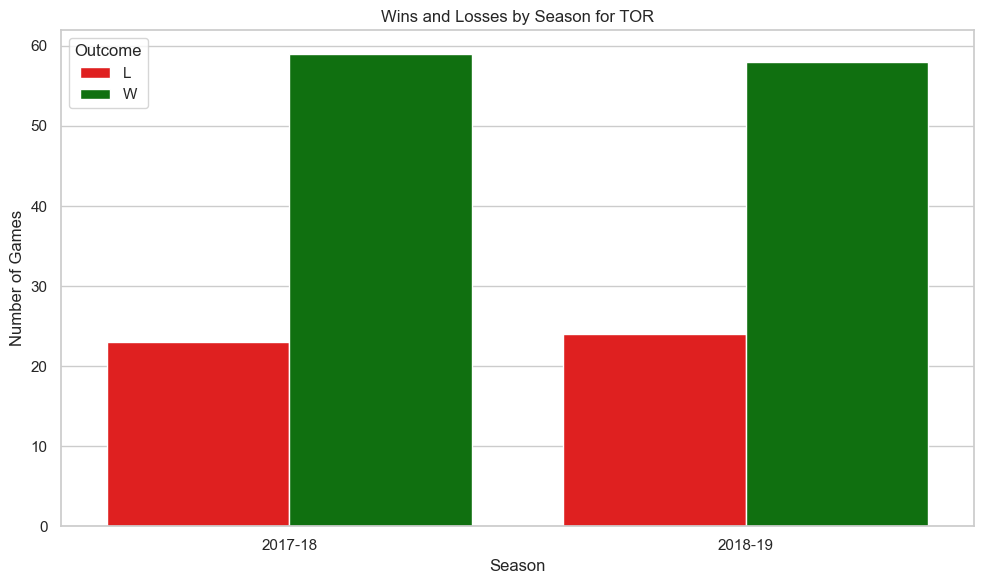 Wins and Losses by Season for TOR
Outcome
L
W
Number of Games
60
50
40
30
20
10
0
2017-18
2018-19
Season